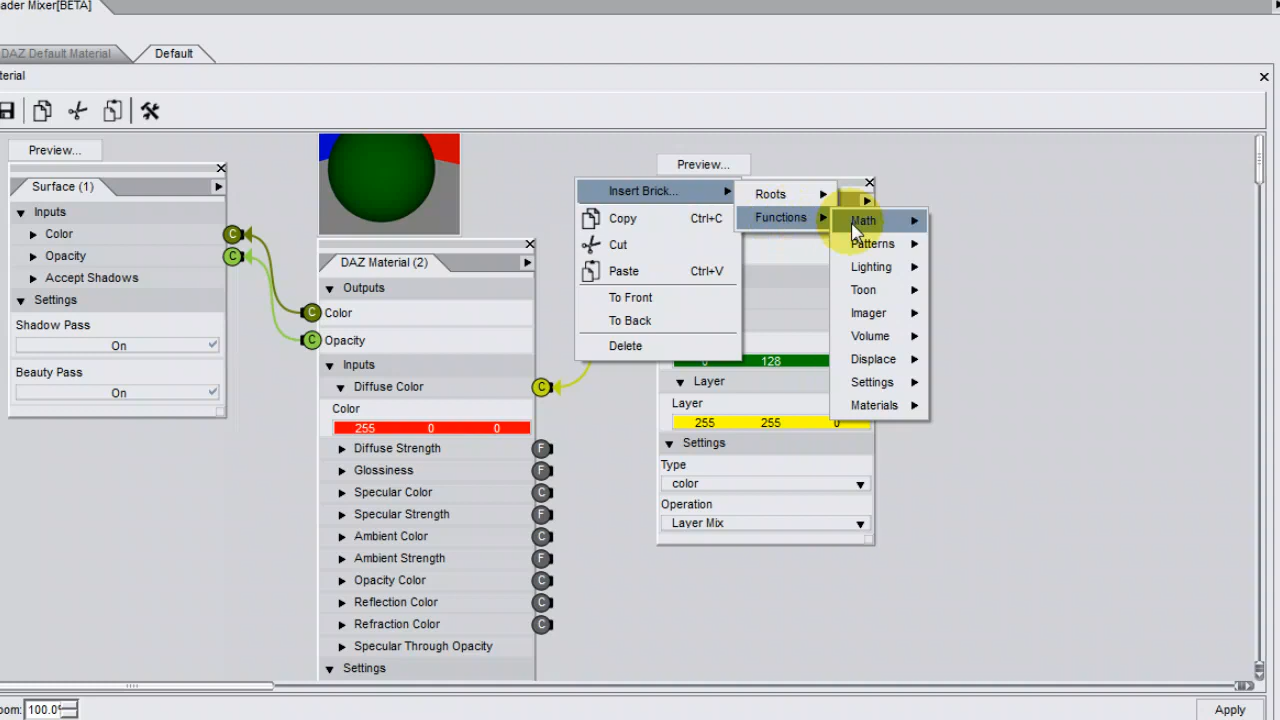 ader Mixer[BETA]
DAZ Default Material
Default
terial
Preview...
Surface (1)
Inputs
Color
C
Opacity
C
Accept Shadows
Settings
Shadow Pass
On
Beauty Pass
On
DAZ Material (2)
Outputs
C
Color
C
Opacity
Inputs
Diffuse Color
C
Color
255 0 0
Diffuse Strength
F
Glossiness
F
Specular Color
C
Specular Strength
F
Ambient Color
C
Ambient Strength
F
Opacity Color
C
Reflection Color
C
Refraction Color
C
Specular Through Opacity
Settings
Insert Brick...
Copy Ctrl+C
Cut
Paste Ctrl+V
To Front
To Back
Delete
Roots
Functions
Math
Patterns
Lighting
Toon
Imager
Volume
Displace
Settings
Materials
Preview...
0 128
Layer
Layer
255 255 0
Settings
Type
color
Operation
Layer Mix
oom: 100.0
Apply